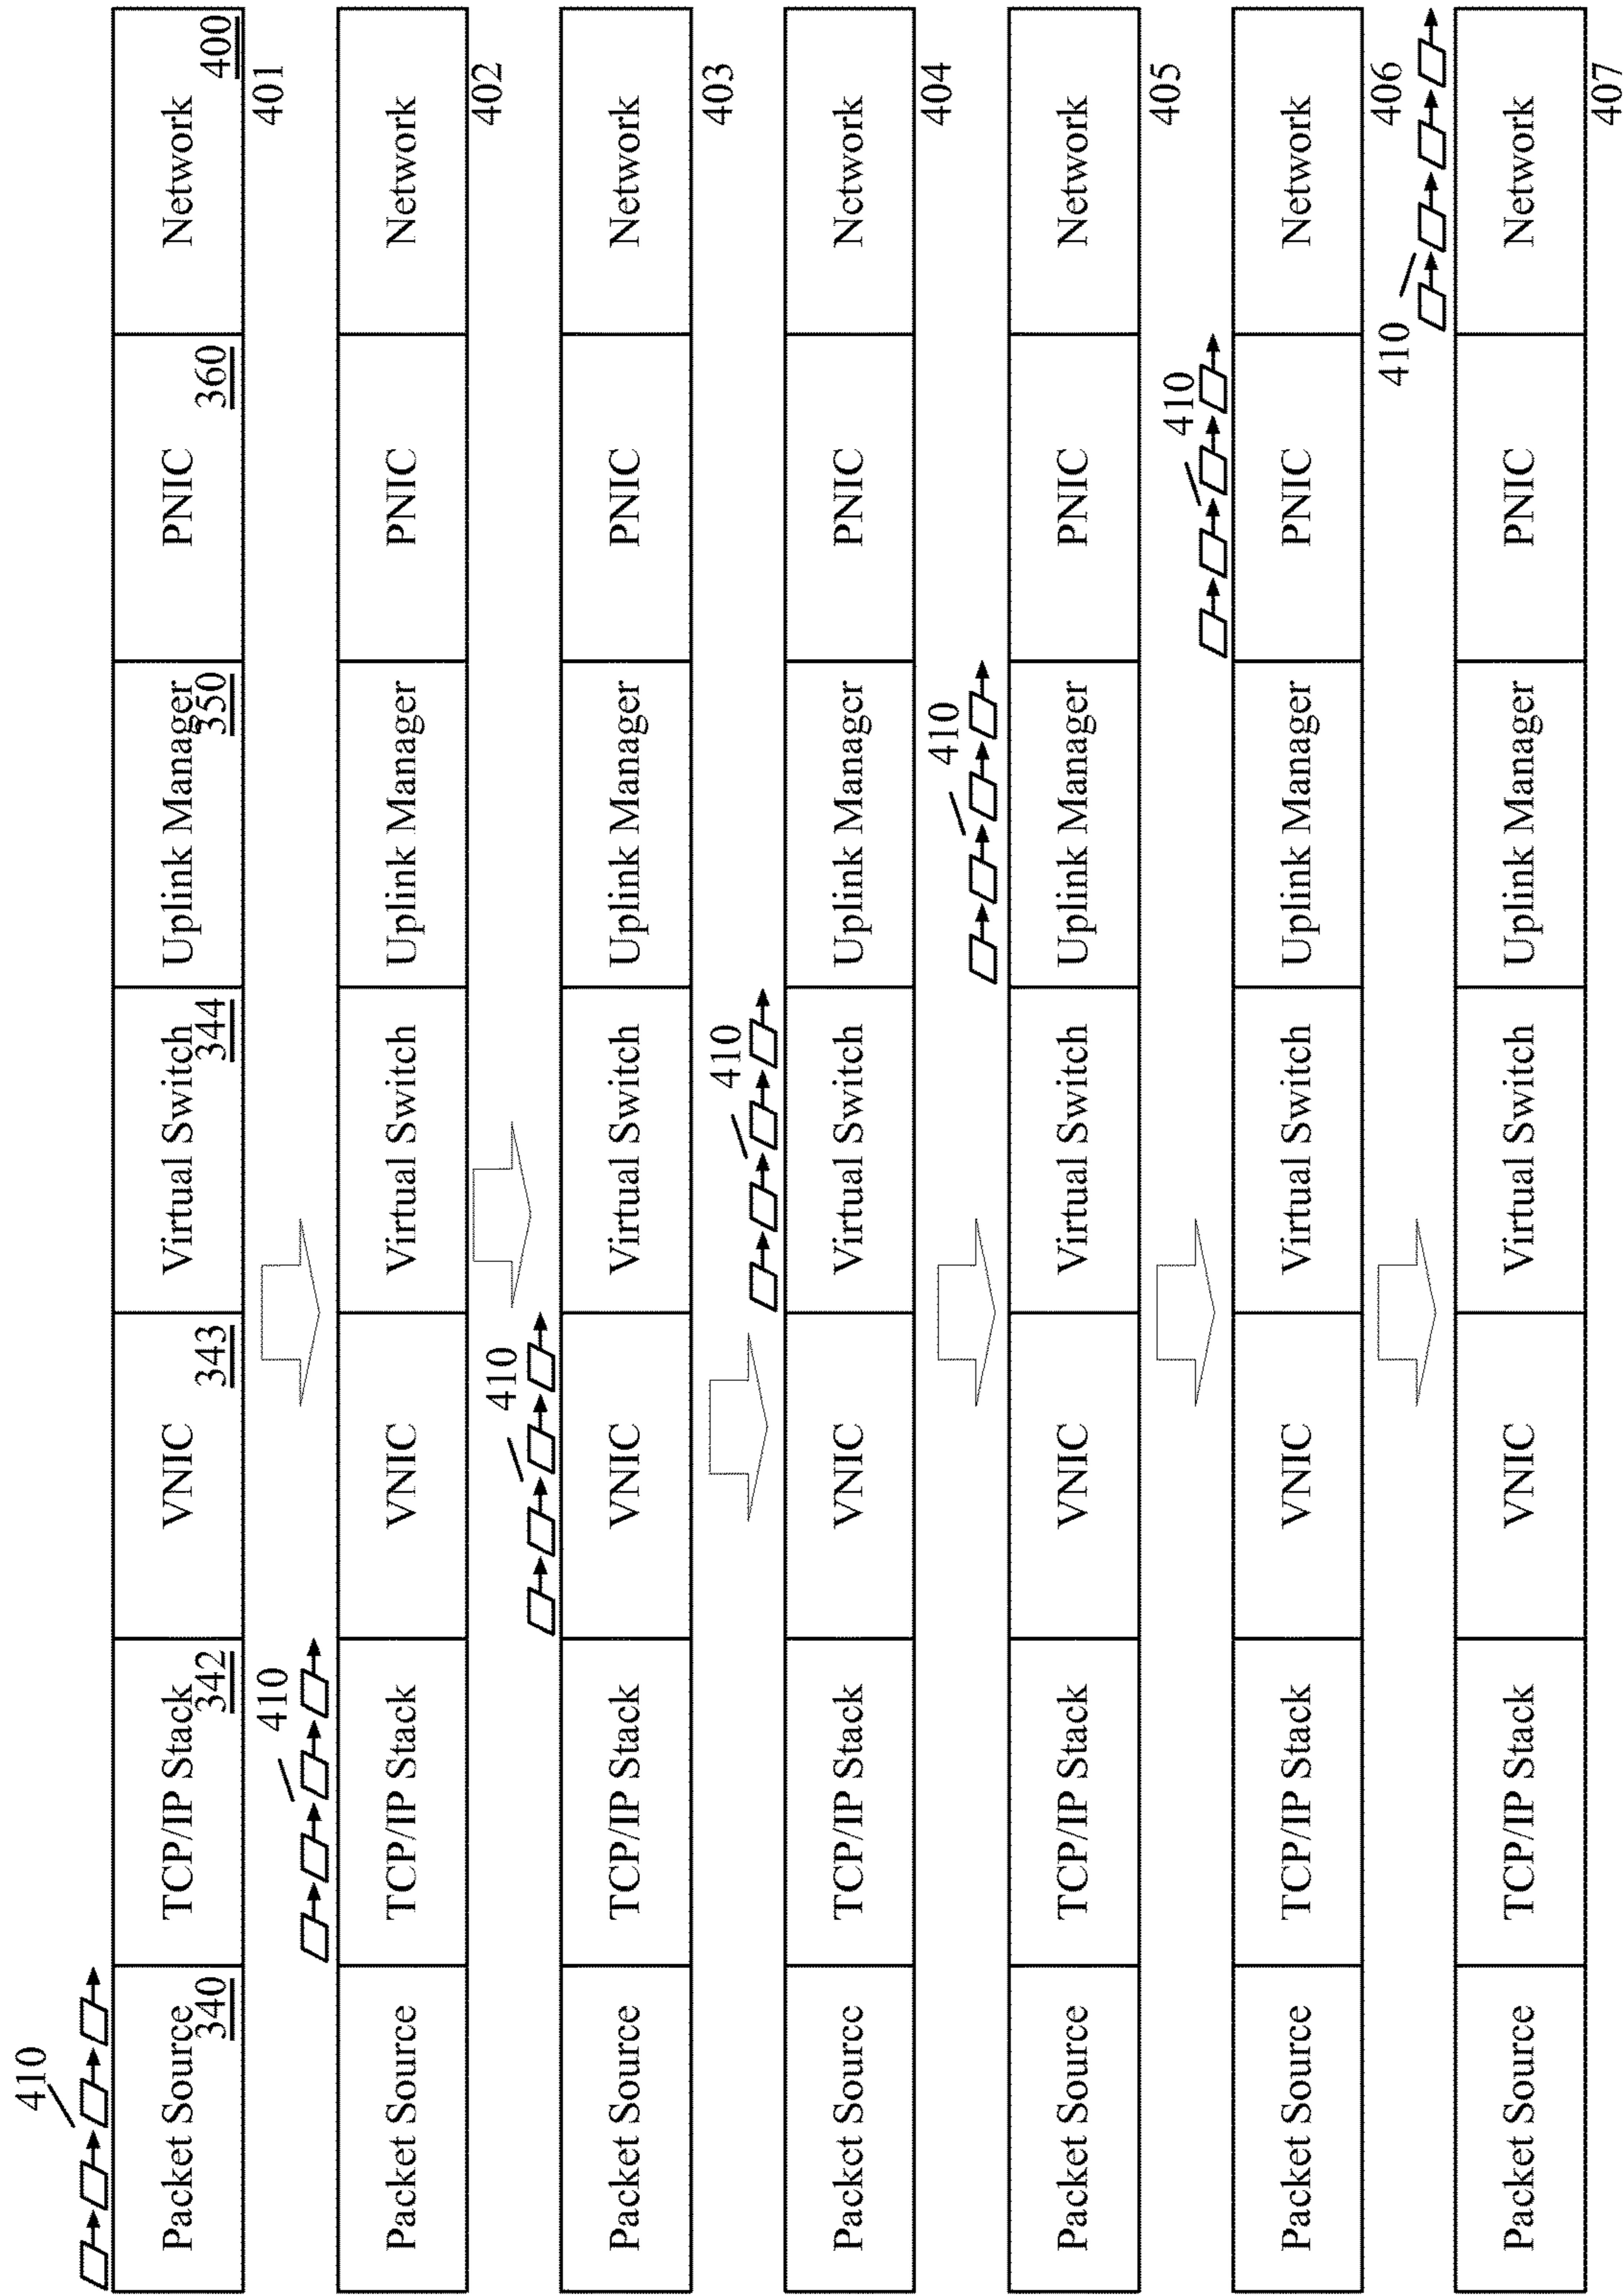 410
Packet Source TCP/IP Stack VNIC Virtual Switch Uplink Manager PNIC Network
340 342 343 344 350 360 400
401
410
Packet Source TCP/IP Stack VNIC Virtual Switch Uplink Manager PNIC Network
402
410
Packet Source TCP/IP Stack VNIC Virtual Switch Uplink Manager PNIC Network
403
410
Packet Source TCP/IP Stack VNIC Virtual Switch Uplink Manager PNIC Network
404
410
Packet Source TCP/IP Stack VNIC Virtual Switch Uplink Manager PNIC Network
405
410
Packet Source TCP/IP Stack VNIC Virtual Switch Uplink Manager PNIC Network
406
410
Packet Source TCP/IP Stack VNIC Virtual Switch Uplink Manager PNIC Network
407